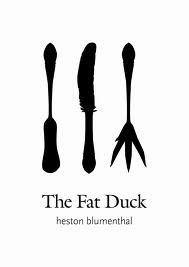 The Fat Duck
heston blumenthal